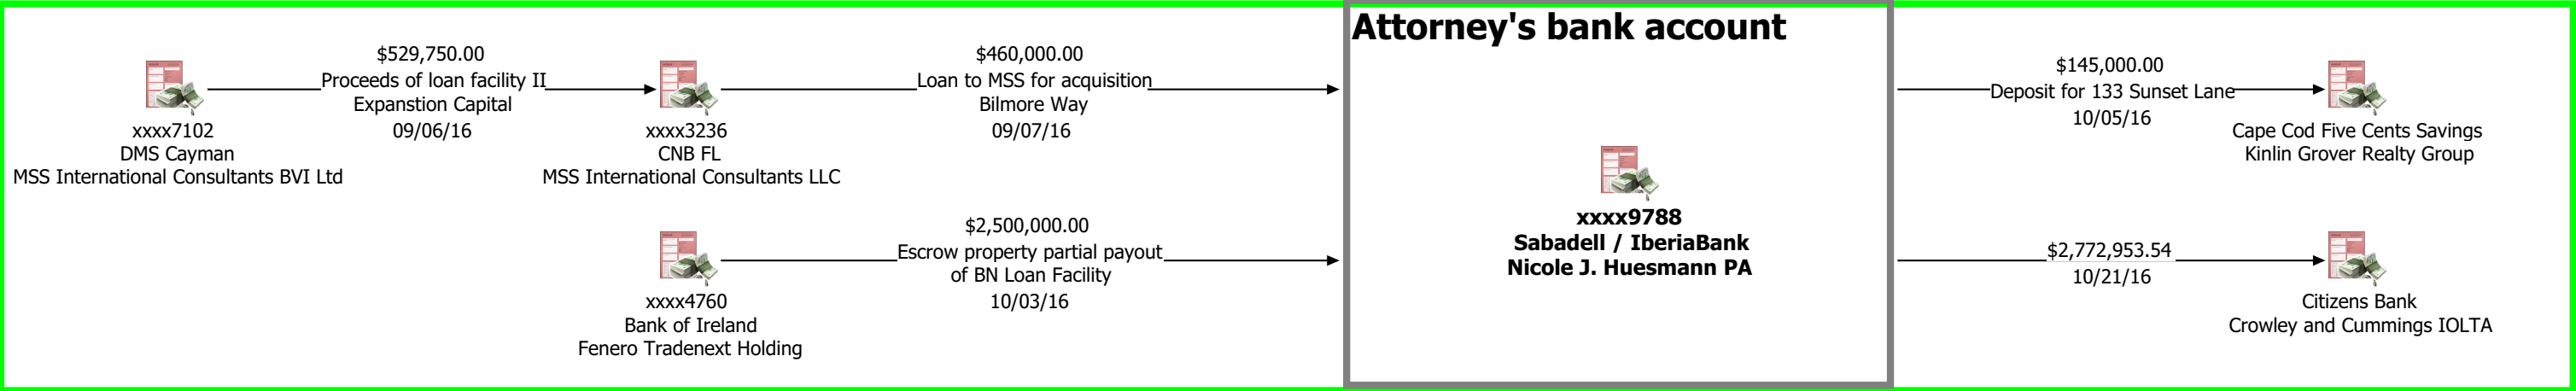 Attorney's bank account
$529,750.00
Proceeds of loan facility II
Expanstion Capital
09/06/16
$460,000.00
Loan to MSS for acquisition
Bilmore Way
09/07/16
$145,000.00
Deposit for 133 Sunset Lane
10/05/16
xxxx7102
DMS Cayman
MSS International Consultants BVI Ltd
xxxx3236
CNB FL
MSS International Consultants LLC
Cape Cod Five Cents Savings
Kinlin Grover Realty Group
$2,500,000.00
Escrow property partial payout
of BN Loan Facility
10/03/16
xxxx9788
Sabadell / IberiaBank
Nicole J. Huesmann PA
$2,772,953.54
10/21/16
xxxx4760
Bank of Ireland
Fenero Tradenext Holding
Citizens Bank
Crowley and Cummings IOLTA